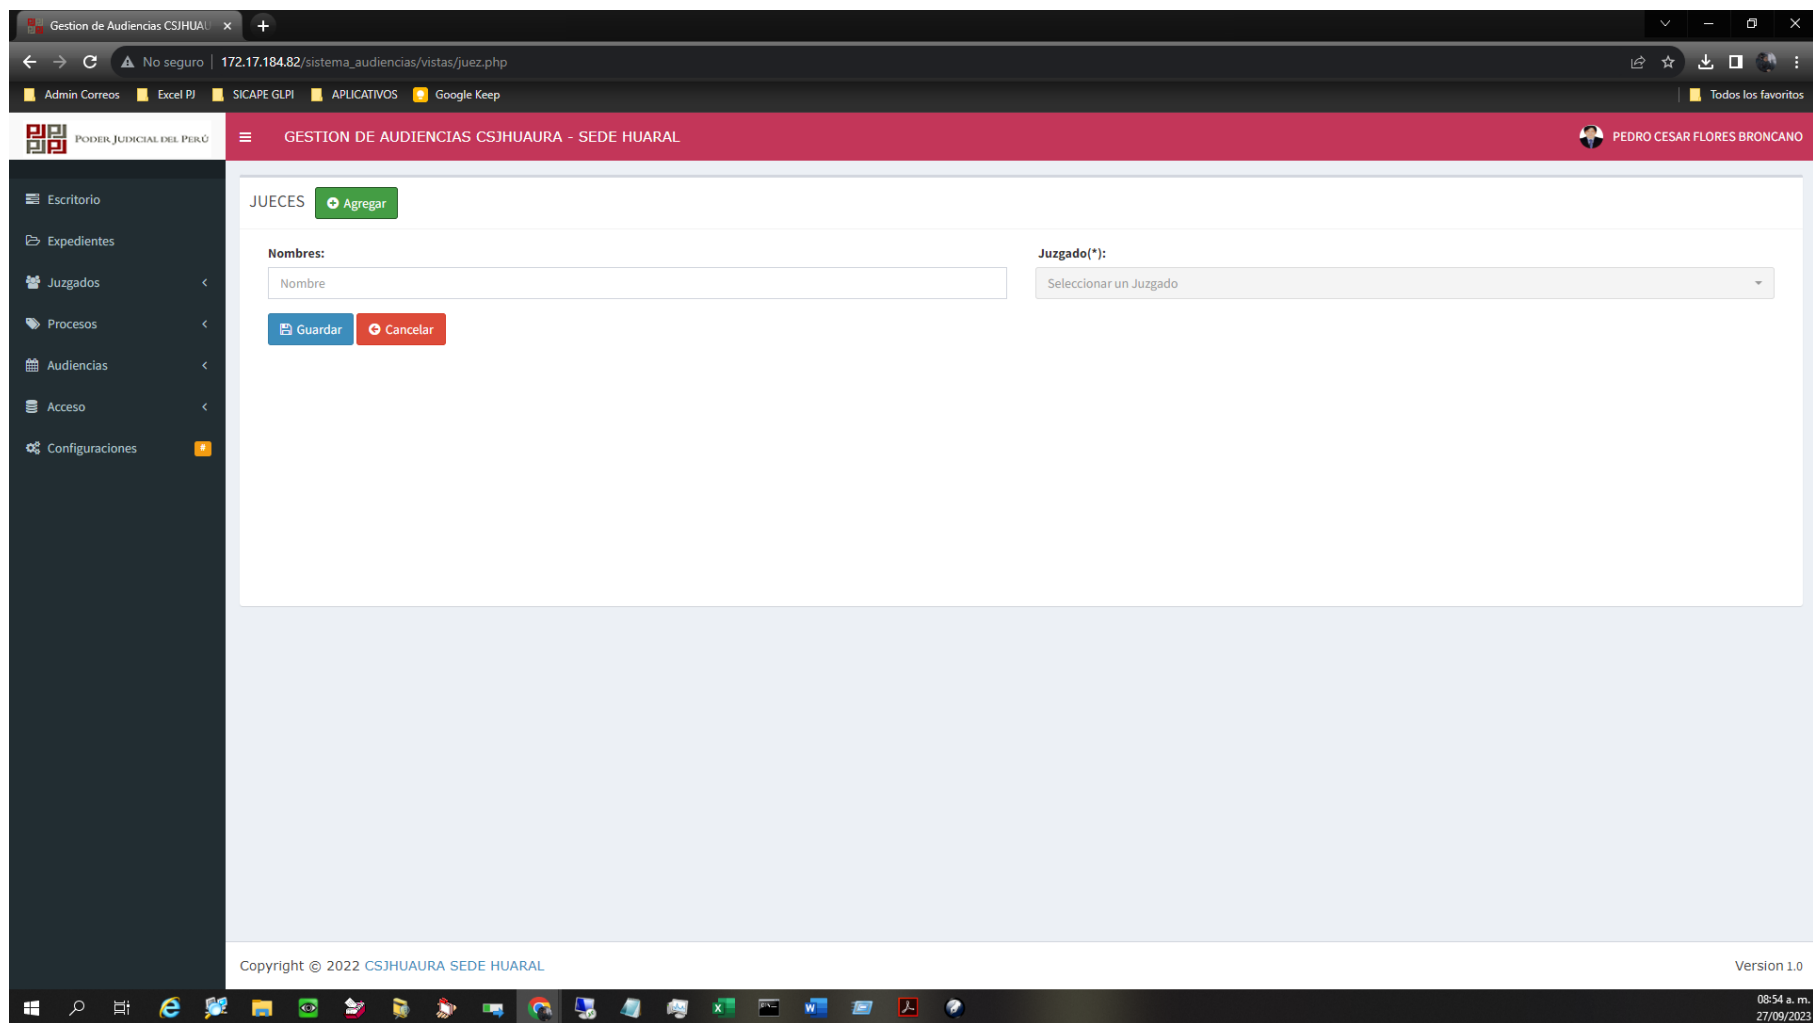 Gestion de Audiencias CSJHUAU
No seguro | 172.17.184.82/sistema_audiencias/vistas/juez.php
Admin Correos Excel PJ SICAPE GLPI APLICATIVOS Google Keep Todos los favoritos
PODER JUDICIAL DEL PERÚ GESTION DE AUDIENCIAS CSJHUAURA - SEDE HUARAL PEDRO CESAR FLORES BRONCANO
Escritorio
Expedientes
Juzgados
Procesos
Audiencias
Acceso
Configuraciones #
JUECES Agregar
Nombres: Juzgado(*):
Nombre Seleccionar un Juzgado
Guardar Cancelar
Copyright © 2022 CSJHUAURA SEDE HUARAL Version 1.0
08:54 a. m.
27/09/2023